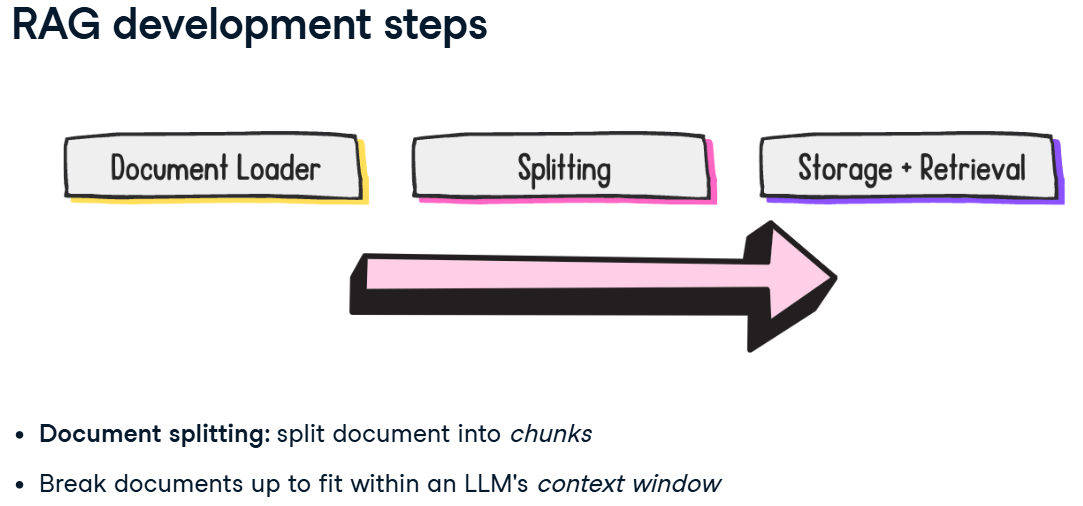 RAG development steps
Document Loader
Splitting
Storage + Retrieval
• Document splitting: split document into chunks
• Break documents up to fit within an LLM's context window